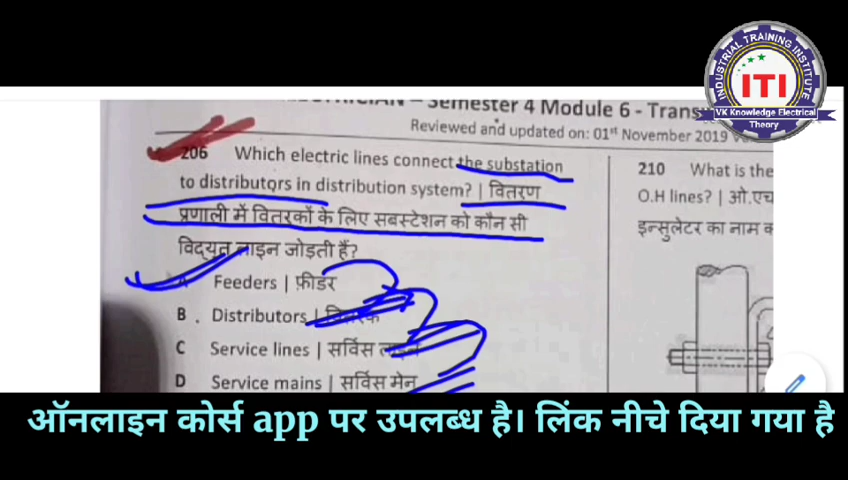 Semester 4 Module 6 -
Reviewed and updated on: 01st November 2019
206 Which electric lines connect the substation
to distributors in distribution system? | वितरण
प्रणाली में वितरकों के लिए सबस्टेशन को कौन सी
विद्युत लाइन जोड़ती हैं?
A Feeders | फ़ीडर
B . Distributors | वितरक
C Service lines | सर्विस लाइन
D Service mains | सर्विस मेन
210 What is the
O.H lines? | ओ.एच
इन्सुलेटर का नाम क
INDUSTRIAL TRAINING INSTITUTE
ITI
VK Knowledge Electrical
Theory
ऑनलाइन कोर्स app पर उपलब्ध है। लिंक नीचे दिया गया है